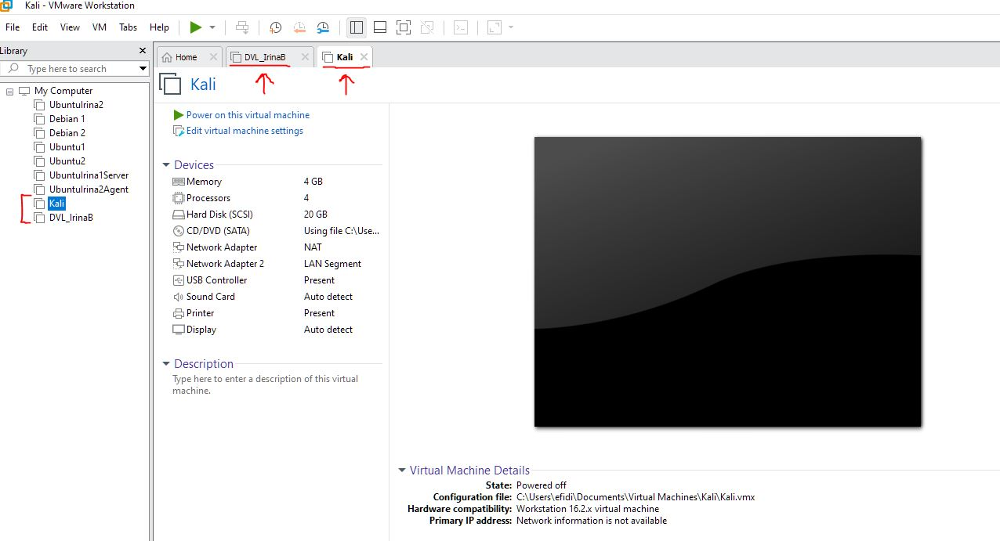 Kali - VMware Workstation
File Edit View VM Tabs Help
Library
Type here to search
My Computer
UbuntuIrina2
Debian 1
Debian 2
Ubuntu1
Ubuntu2
UbuntuIrina1Server
UbuntuIrina2Agent
Kali
DVL_IrinaB
Home DVL_IrinaB Kali
Kali
Power on this virtual machine
Edit virtual machine settings
Devices
Memory 4 GB
Processors 4
Hard Disk (SCSI) 20 GB
CD/DVD (SATA) Using file C:\Use...
Network Adapter NAT
Network Adapter 2 LAN Segment
USB Controller Present
Sound Card Auto detect
Printer Present
Display Auto detect
Description
Type here to enter a description of this virtual
machine.
Virtual Machine Details
State: Powered off
Configuration file: C:\Users\efidi\Documents\Virtual Machines\Kali\Kali.vmx
Hardware compatibility: Workstation 16.2.x virtual machine
Primary IP address: Network information is not available